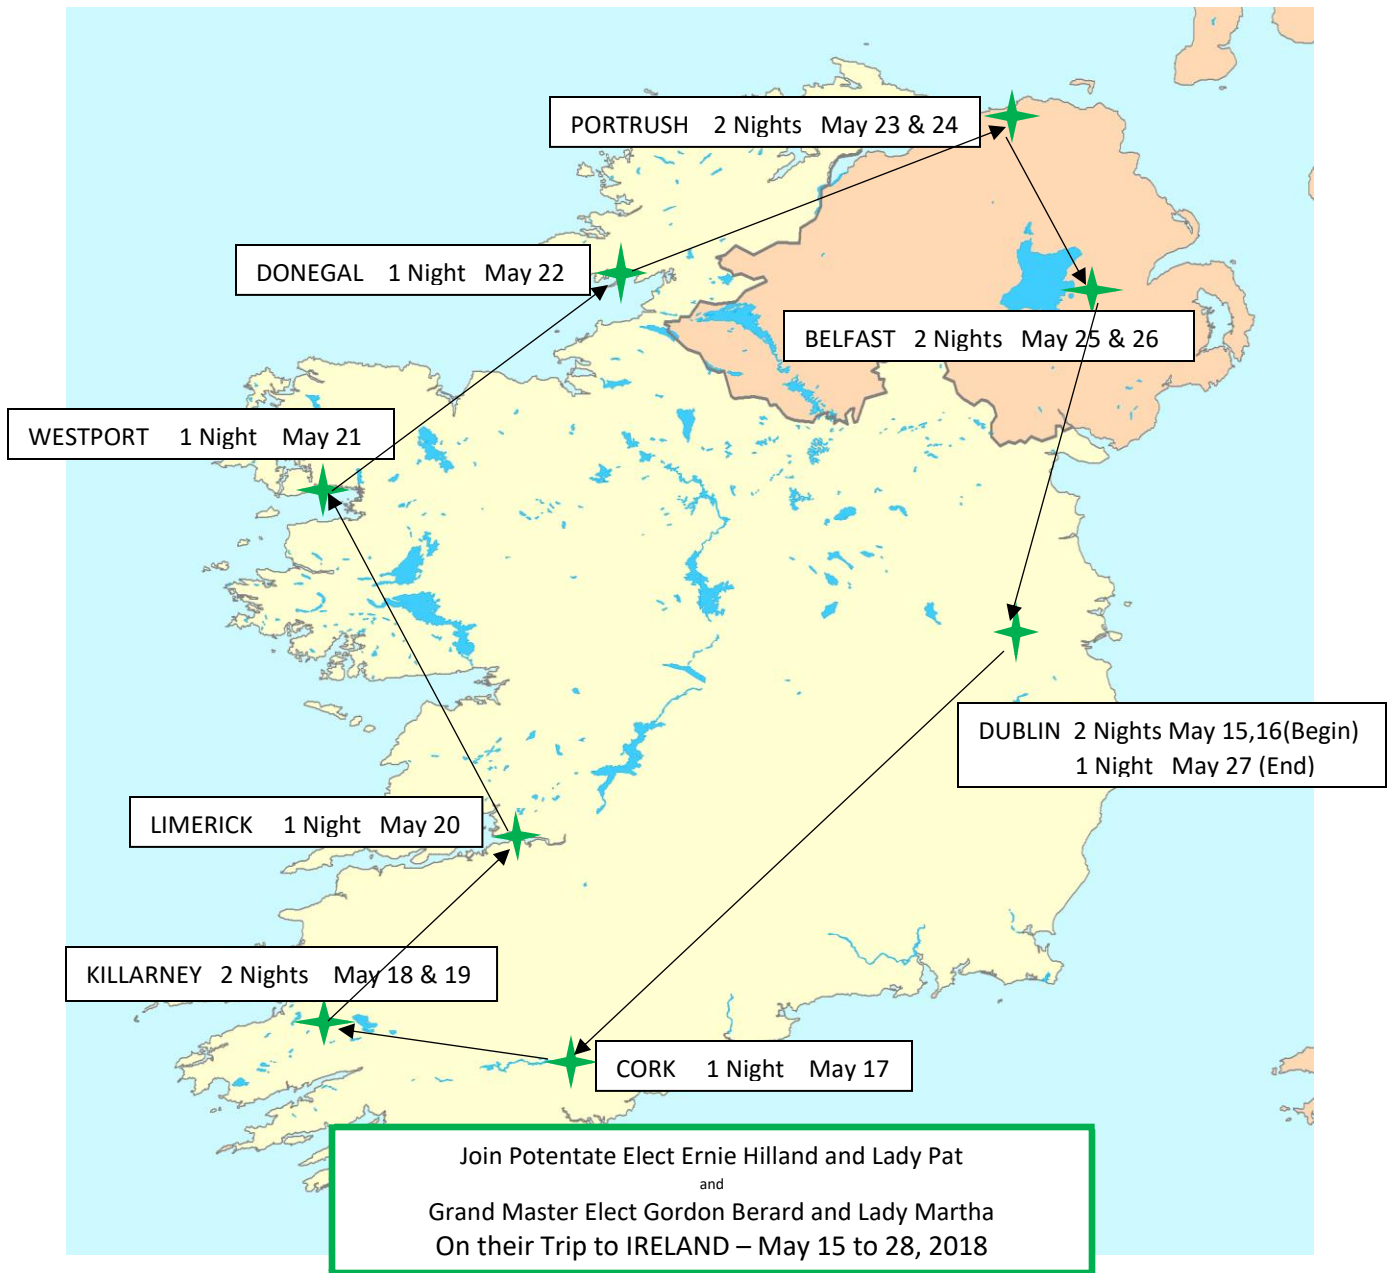 PORTRUSH 2 Nights May 23 & 24
DONEGAL 1 Night May 22
BELFAST 2 Nights May 25 & 26
WESTPORT 1 Night May 21
DUBLIN 2 Nights May 15,16(Begin)
1 Night May 27 (End)
LIMERICK 1 Night May 20
KILLARNEY 2 Nights May 18 & 19
CORK 1 Night May 17
Join Potentate Elect Ernie Hilland and Lady Pat
and
Grand Master Elect Gordon Berard and Lady Martha
On their Trip to IRELAND – May 15 to 28, 2018